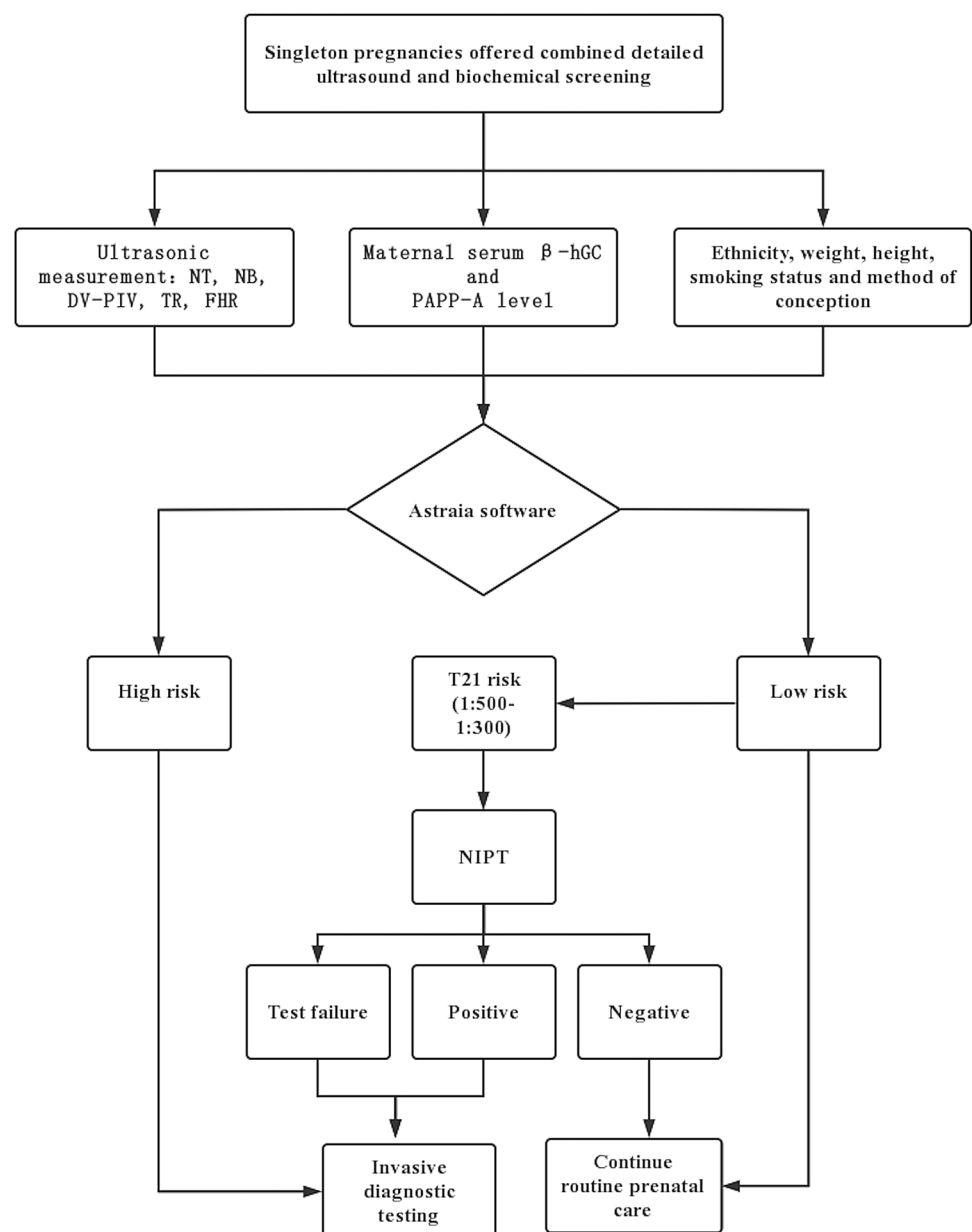 Singleton pregnancies offered combined detailed
ultrasound and biochemical screening
Ultrasonic
measurement: NT, NB,
DV-PIV, TR, FHR
Maternal serum β-hGC
and
PAPP-A level
Ethnicity, weight, height,
smoking status and method of
conception
Astraia software
High risk
T21 risk
(1:500-
1:300)
Low risk
NIPT
Test failure
Positive
Negative
Invasive
diagnostic
testing
Continue
routine prenatal
care